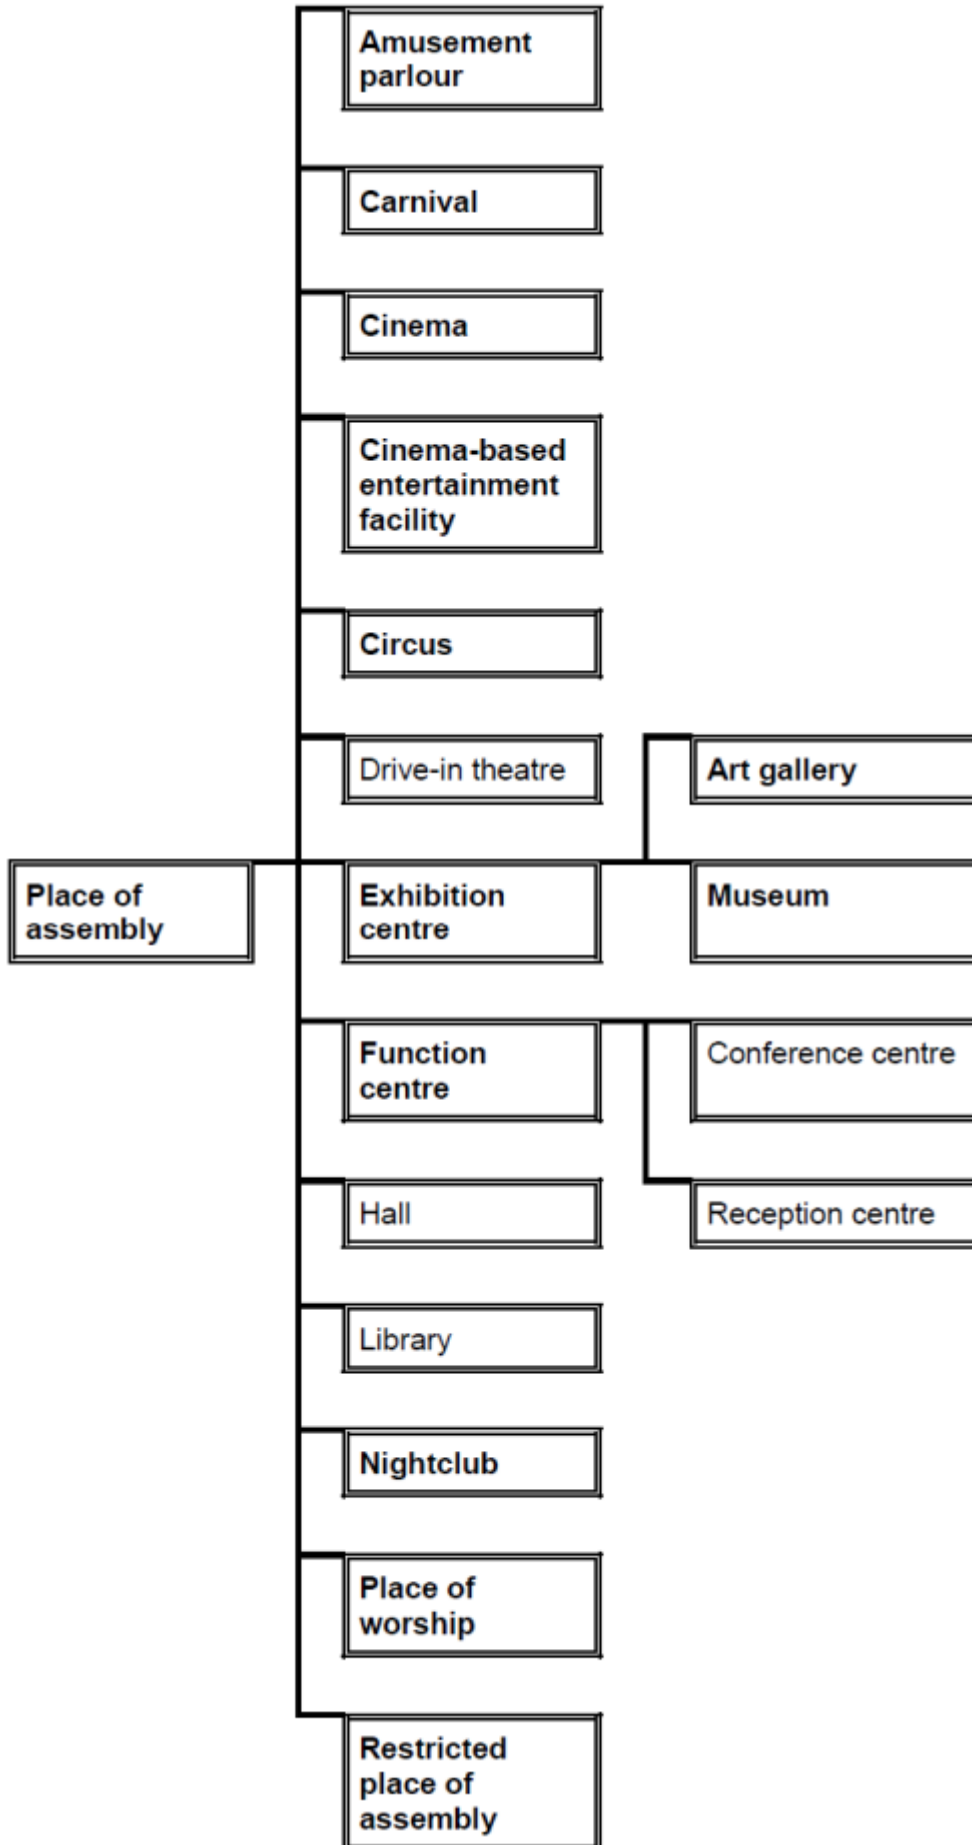 Amusement
parlour
Carnival
Cinema
Cinema-based
entertainment
facility
Circus
Drive-in theatre
Art gallery
Place of
assembly
Exhibition
centre
Museum
Function
centre
Conference centre
Hall
Reception centre
Library
Nightclub
Place of
worship
Restricted
place of
assembly